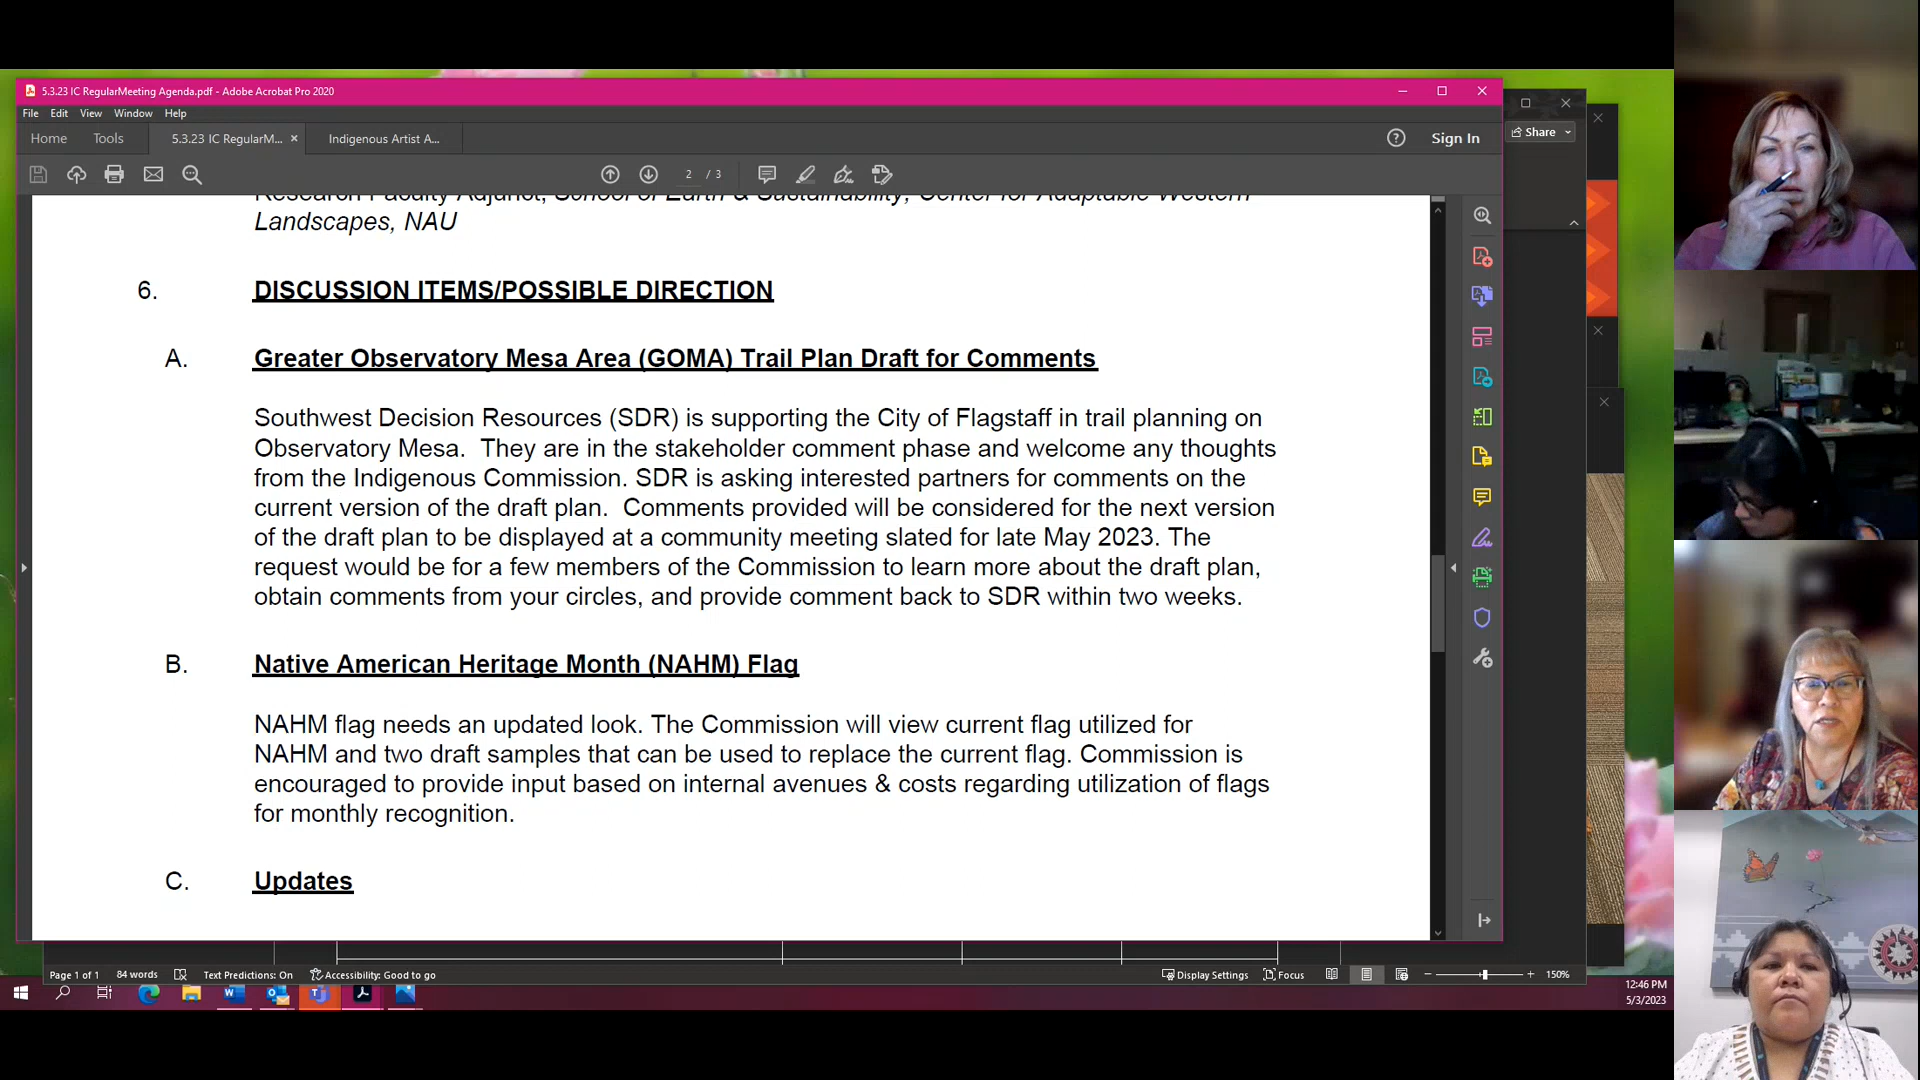 5.3.23 IC RegularMeeting Agenda.pdf - Adobe Acrobat Pro 2020
File Edit View Window Help
Home Tools 5.3.23 IC RegularM... × Indigenous Artist A... Sign In
Share
2 / 3
Research Faculty Adjunct, School of Earth & Sustainability, Center for Adaptable Western
Landscapes, NAU
6. DISCUSSION ITEMS/POSSIBLE DIRECTION
A. Greater Observatory Mesa Area (GOMA) Trail Plan Draft for Comments
Southwest Decision Resources (SDR) is supporting the City of Flagstaff in trail planning on
Observatory Mesa. They are in the stakeholder comment phase and welcome any thoughts
from the Indigenous Commission. SDR is asking interested partners for comments on the
current version of the draft plan. Comments provided will be considered for the next version
of the draft plan to be displayed at a community meeting slated for late May 2023. The
request would be for a few members of the Commission to learn more about the draft plan,
obtain comments from your circles, and provide comment back to SDR within two weeks.
B. Native American Heritage Month (NAHM) Flag
NAHM flag needs an updated look. The Commission will view current flag utilized for
NAHM and two draft samples that can be used to replace the current flag. Commission is
encouraged to provide input based on internal avenues & costs regarding utilization of flags
for monthly recognition.
C. Updates
Page 1 of 1 84 words Text Predictions: On Accessibility: Good to go Display Settings Focus 150%
12:46 PM
5/3/2023